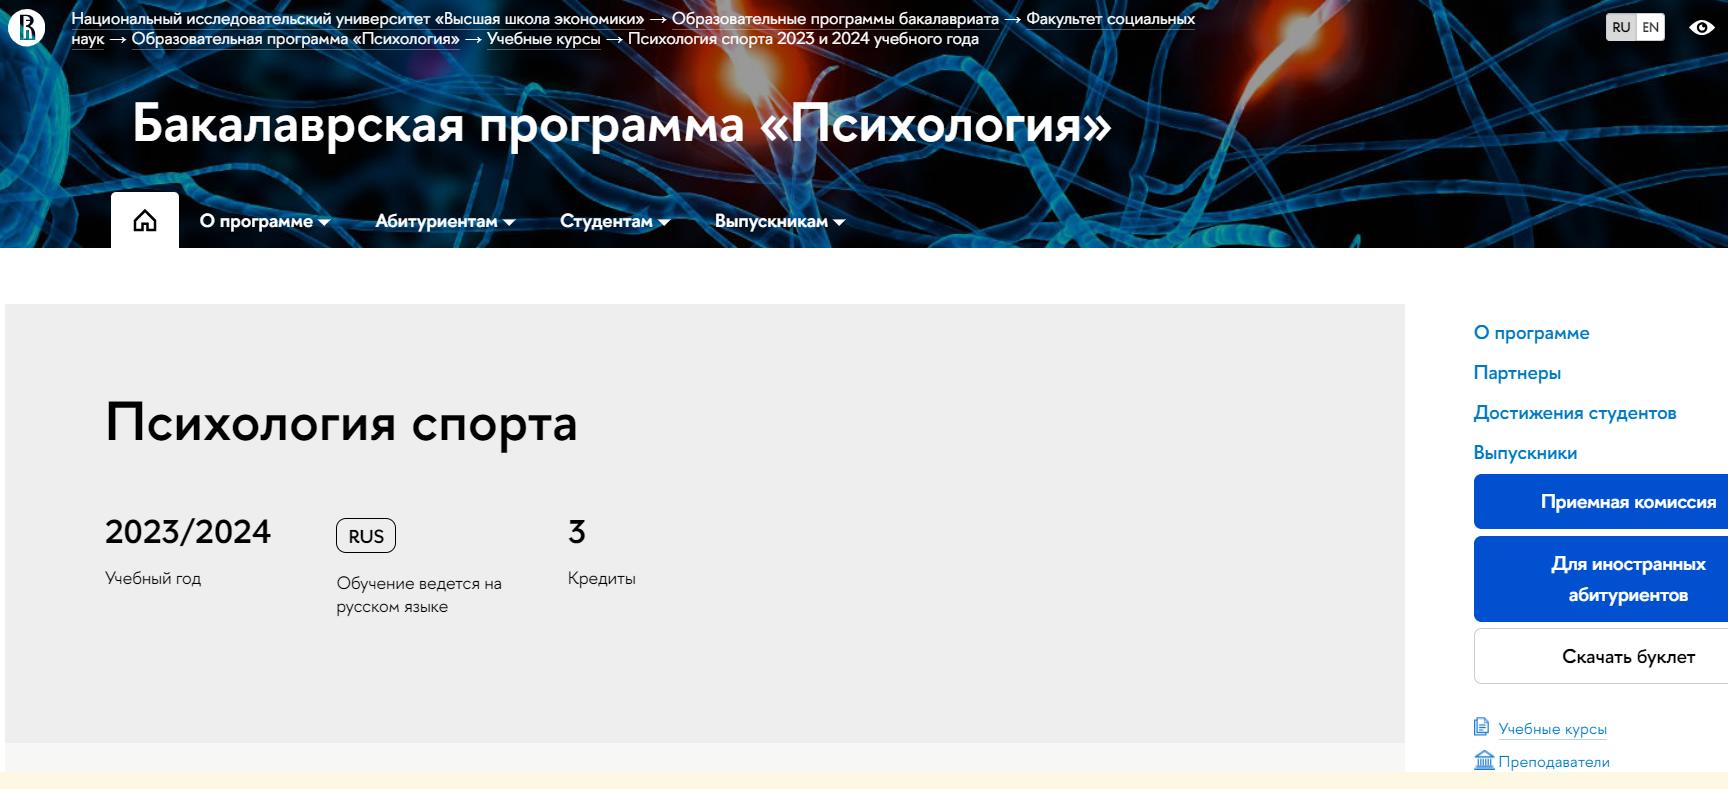 Национальный исследовательский университет «Высшая школа экономики» → Образовательные программы бакалавриата → Факультет социальных
наук → Образовательная программа «Психология» → Учебные курсы → Психология спорта 2023 и 2024 учебного года
RU EN
Бакалаврская программа «Психология»
О программе Абитуриентам Студентам Выпускникам
Психология спорта
2023/2024
Учебный год
RUS
Обучение ведется на
русском языке
3
Кредиты
О программе
Партнеры
Достижения студентов
Выпускники
Приемная комиссия
Для иностранных
абитуриентов
Скачать буклет
Учебные курсы
Преподаватели